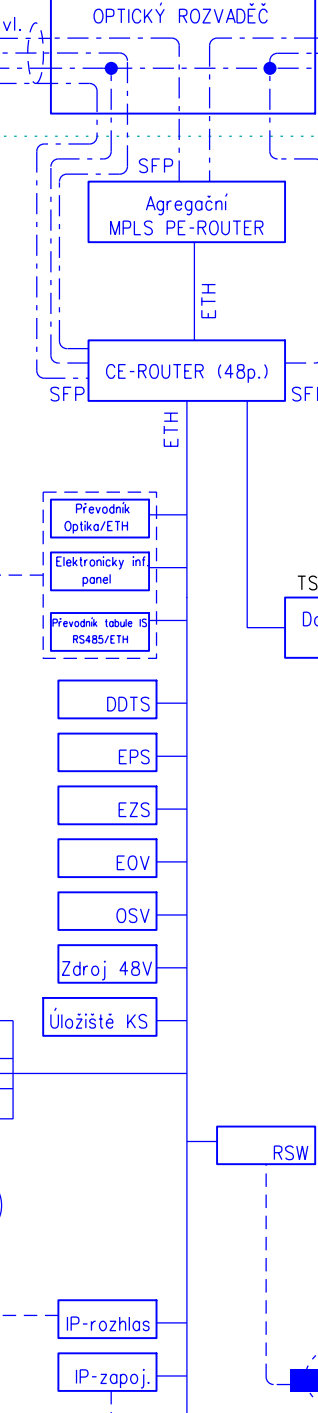 vl.
OPTICKÝ ROZVADĚČ
SFP
Agregační
MPLS PE-ROUTER
ETH
CE-ROUTER (48p.)
SFP
ETH
Převodník
Optika/ETH
Elektronicky inf.
panel
Převodník tabule IS
RS485/ETH
TS
DDTS
EPS
EZS
EOV
OSV
Zdroj 48V
Úložiště KS
RSW
IP-rozhlas
IP-zapoj.